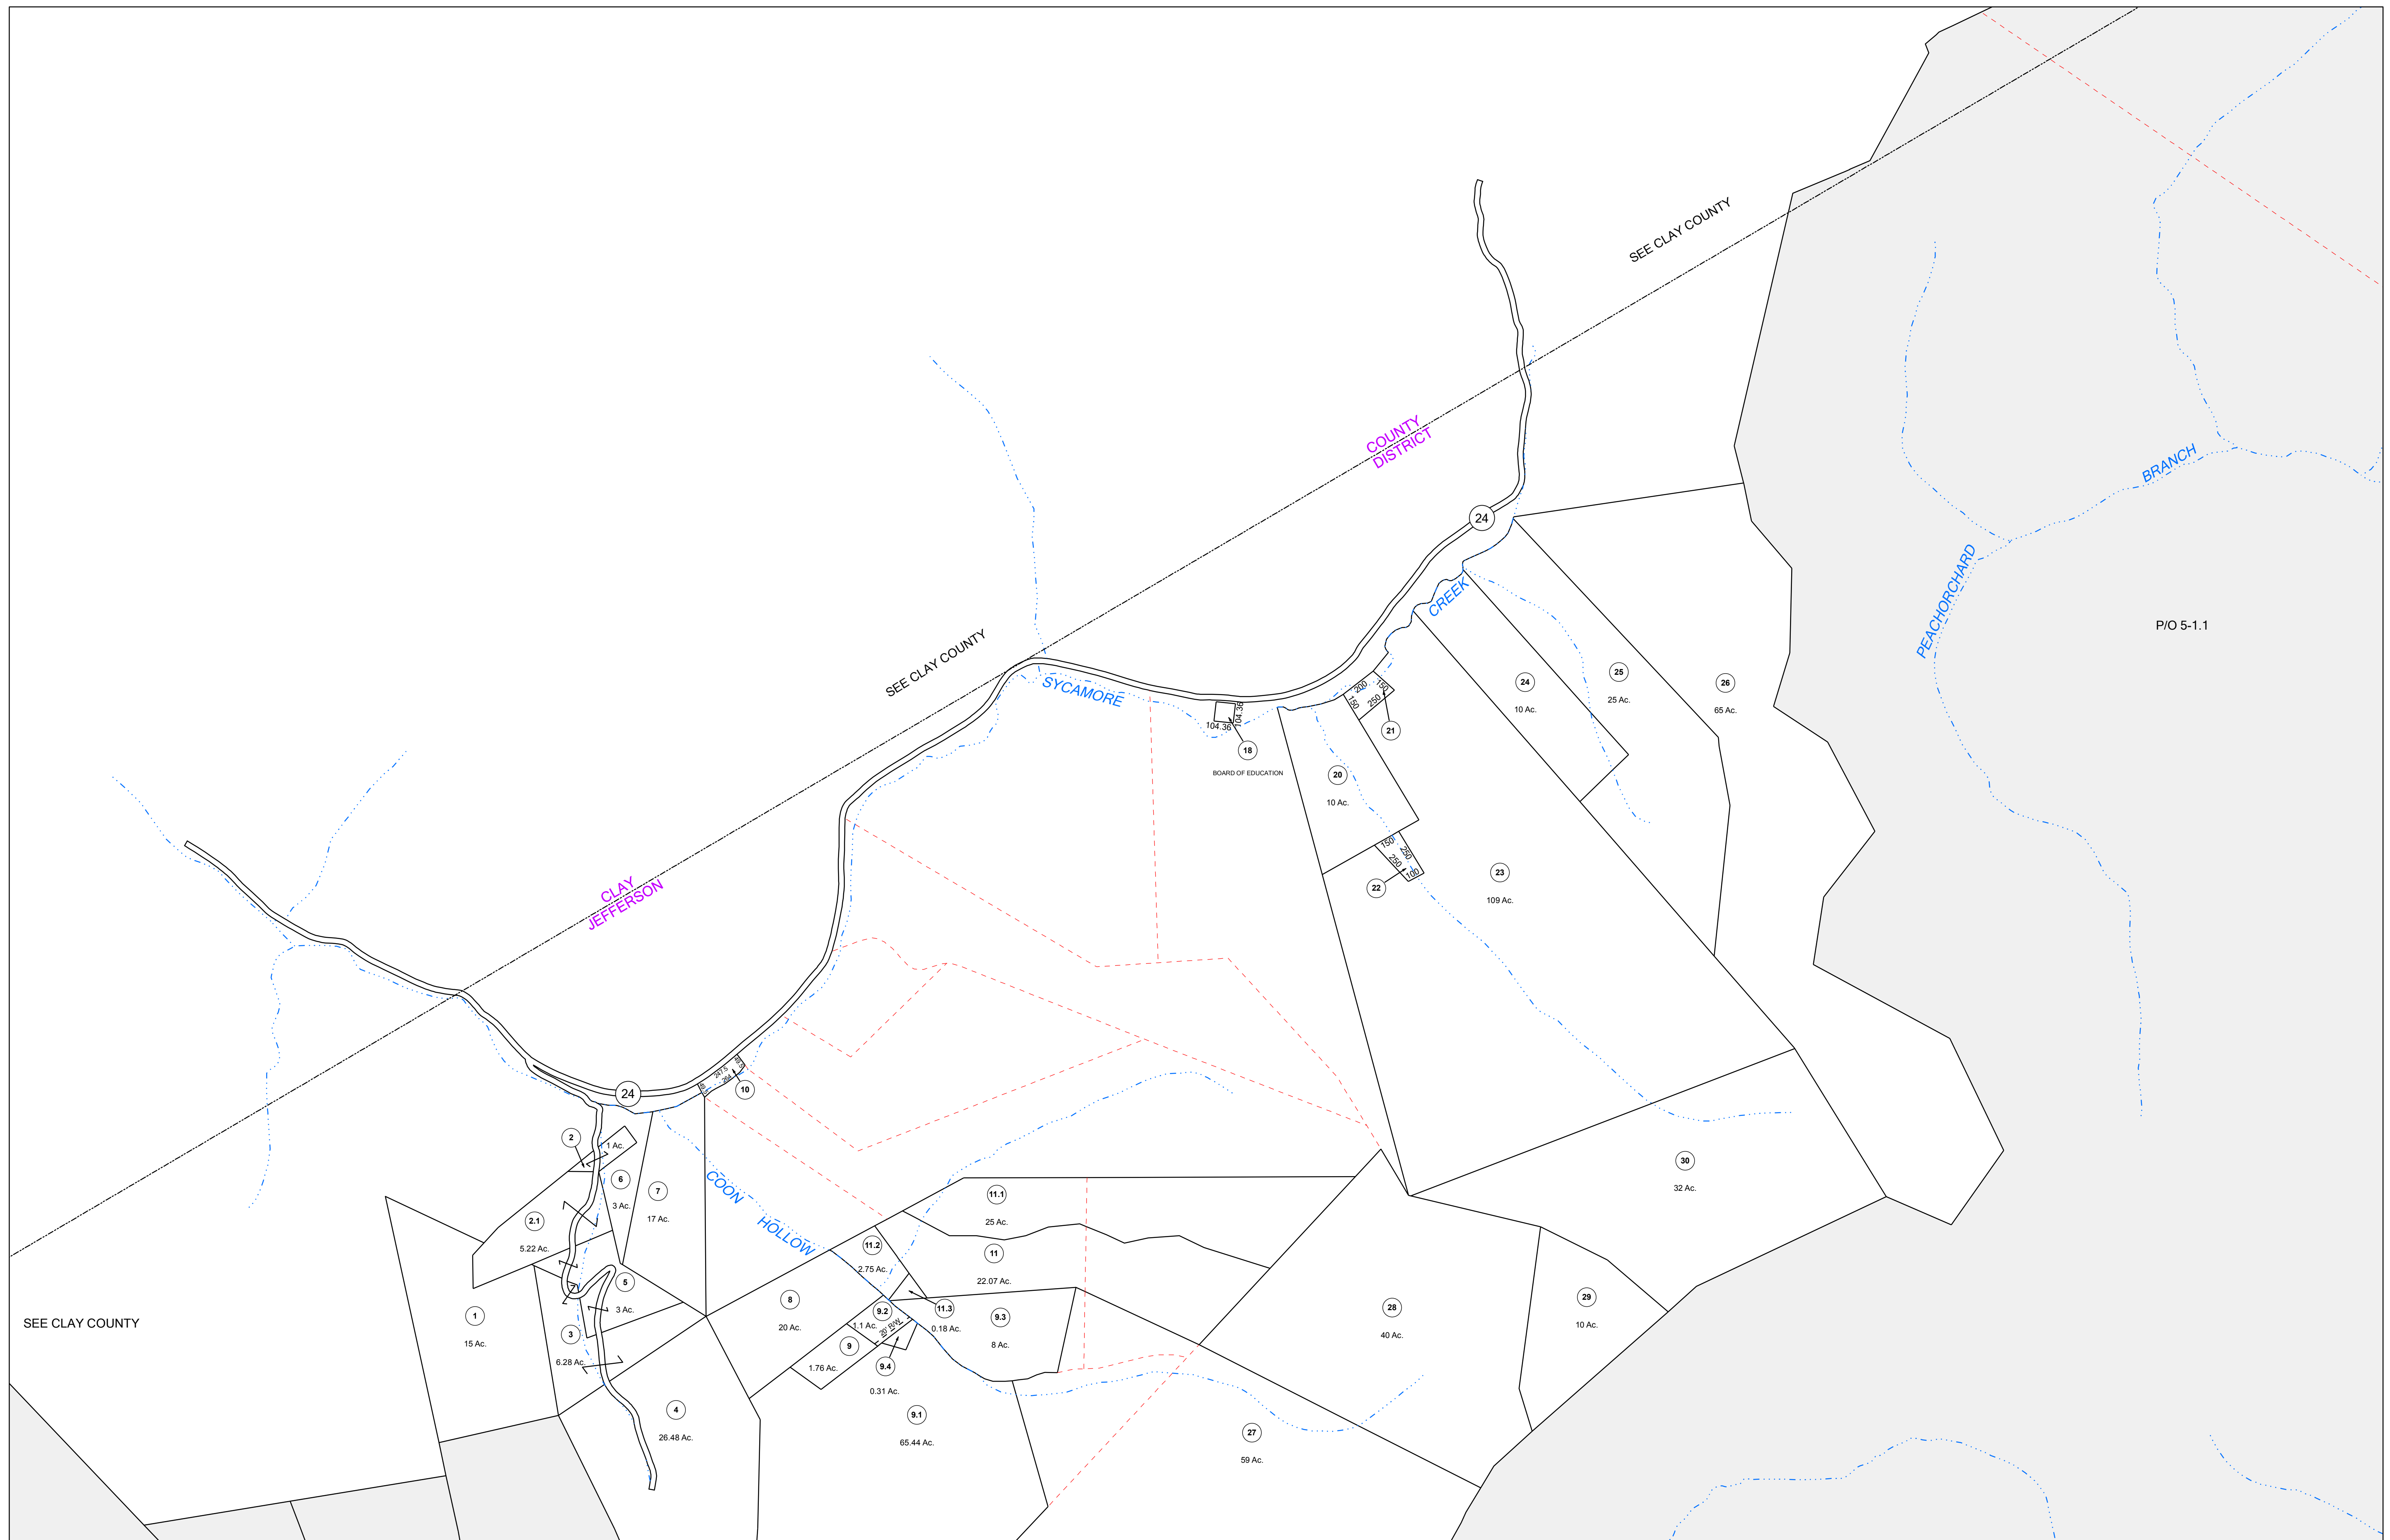 SEE CLAY COUNTY
COUNTY
DISTRICT
BRANCH
24
CREEK
PEACHORCHARD
P/O 5-1.1
SEE CLAY COUNTY
SYCAMORE
24
10 Ac.
25
25 Ac.
26
65 Ac.
200
150
150
250
21
104.36
104.36
18
BOARD OF EDUCATION
20
10 Ac.
150
250
250
100
22
23
109 Ac.
CLAY
JEFFERSON
247.5
264
10
24
2
1 Ac.
6
3 Ac.
7
17 Ac.
COON
HOLLOW
2.1
5.22 Ac.
11.1
25 Ac.
11.2
2.75 Ac.
11
22.07 Ac.
30
32 Ac.
5
3 Ac.
8
20 Ac.
9.2
1.1 Ac.
20' R/W
11.3
0.18 Ac.
9.3
8 Ac.
28
40 Ac.
29
10 Ac.
SEE CLAY COUNTY
1
15 Ac.
3
6.28 Ac.
9
1.76 Ac.
9.4
0.31 Ac.
4
26.48 Ac.
9.1
65.44 Ac.
27
59 Ac.